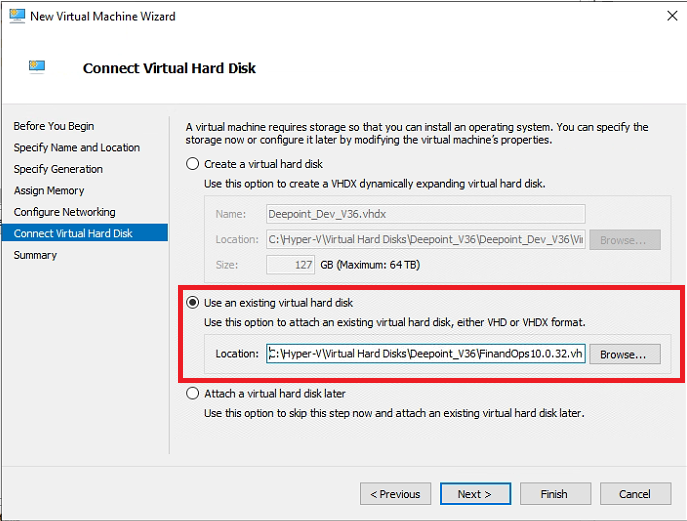 New Virtual Machine Wizard
Connect Virtual Hard Disk
Before You Begin
Specify Name and Location
Specify Generation
Assign Memory
Configure Networking
Connect Virtual Hard Disk
Summary
A virtual machine requires storage so that you can install an operating system. You can specify the
storage now or configure it later by modifying the virtual machine's properties.
Create a virtual hard disk
Use this option to create a VHDX dynamically expanding virtual hard disk.
Name: Deepoint_Dev_V36.vhdx
Location: C:\Hyper-V\Virtual Hard Disks\Deepoint_V36\Deepoint_Dev_V36\Vi Browse...
Size: 127 GB (Maximum: 64 TB)
Use an existing virtual hard disk
Use this option to attach an existing virtual hard disk, either VHD or VHDX format.
Location: C:\Hyper-V\Virtual Hard Disks\Deepoint_V36\FinandOps10.0.32.vh Browse...
Attach a virtual hard disk later
Use this option to skip this step now and attach an existing virtual hard disk later.
< Previous Next > Finish Cancel